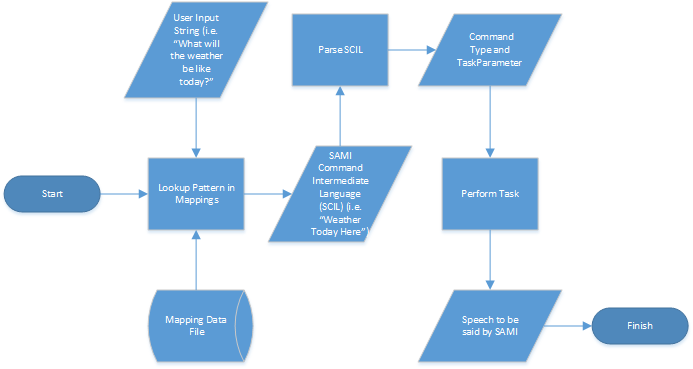 User Input
String (i.e.
“What will
the weather
be like
today?”
Parse SCIL
Command
Type and
TaskParameter
Start
Lookup Pattern in
Mappings
SAMI
Command
Intermediate
Language
(SCIL) (i.e.
“Weather
Today Here”)
Perform Task
Mapping Data
File
Speech to be
said by SAMI
Finish